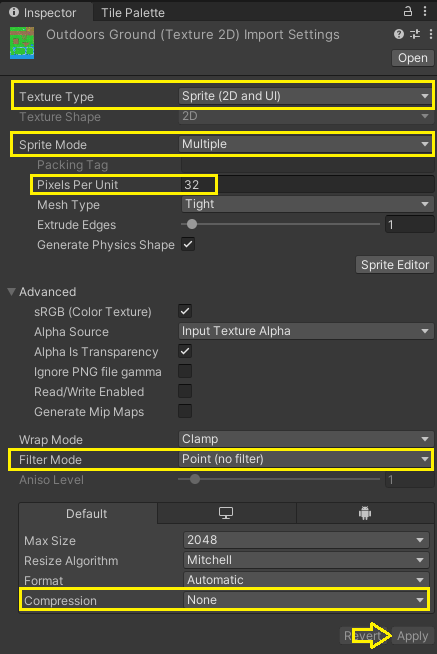 Inspector Tile Palette
Outdoors Ground (Texture 2D) Import Settings
Open
Texture Type Sprite (2D and UI)
Texture Shape 2D
Sprite Mode Multiple
Packing Tag
Pixels Per Unit 32
Mesh Type Tight
Extrude Edges 1
Generate Physics Shape
Sprite Editor
Advanced
sRGB (Color Texture)
Alpha Source Input Texture Alpha
Alpha Is Transparency
Ignore PNG file gamma
Read/Write Enabled
Generate Mip Maps
Wrap Mode Clamp
Filter Mode Point (no filter)
Aniso Level 1
Default
Max Size 2048
Resize Algorithm Mitchell
Format Automatic
Compression None
Revert Apply